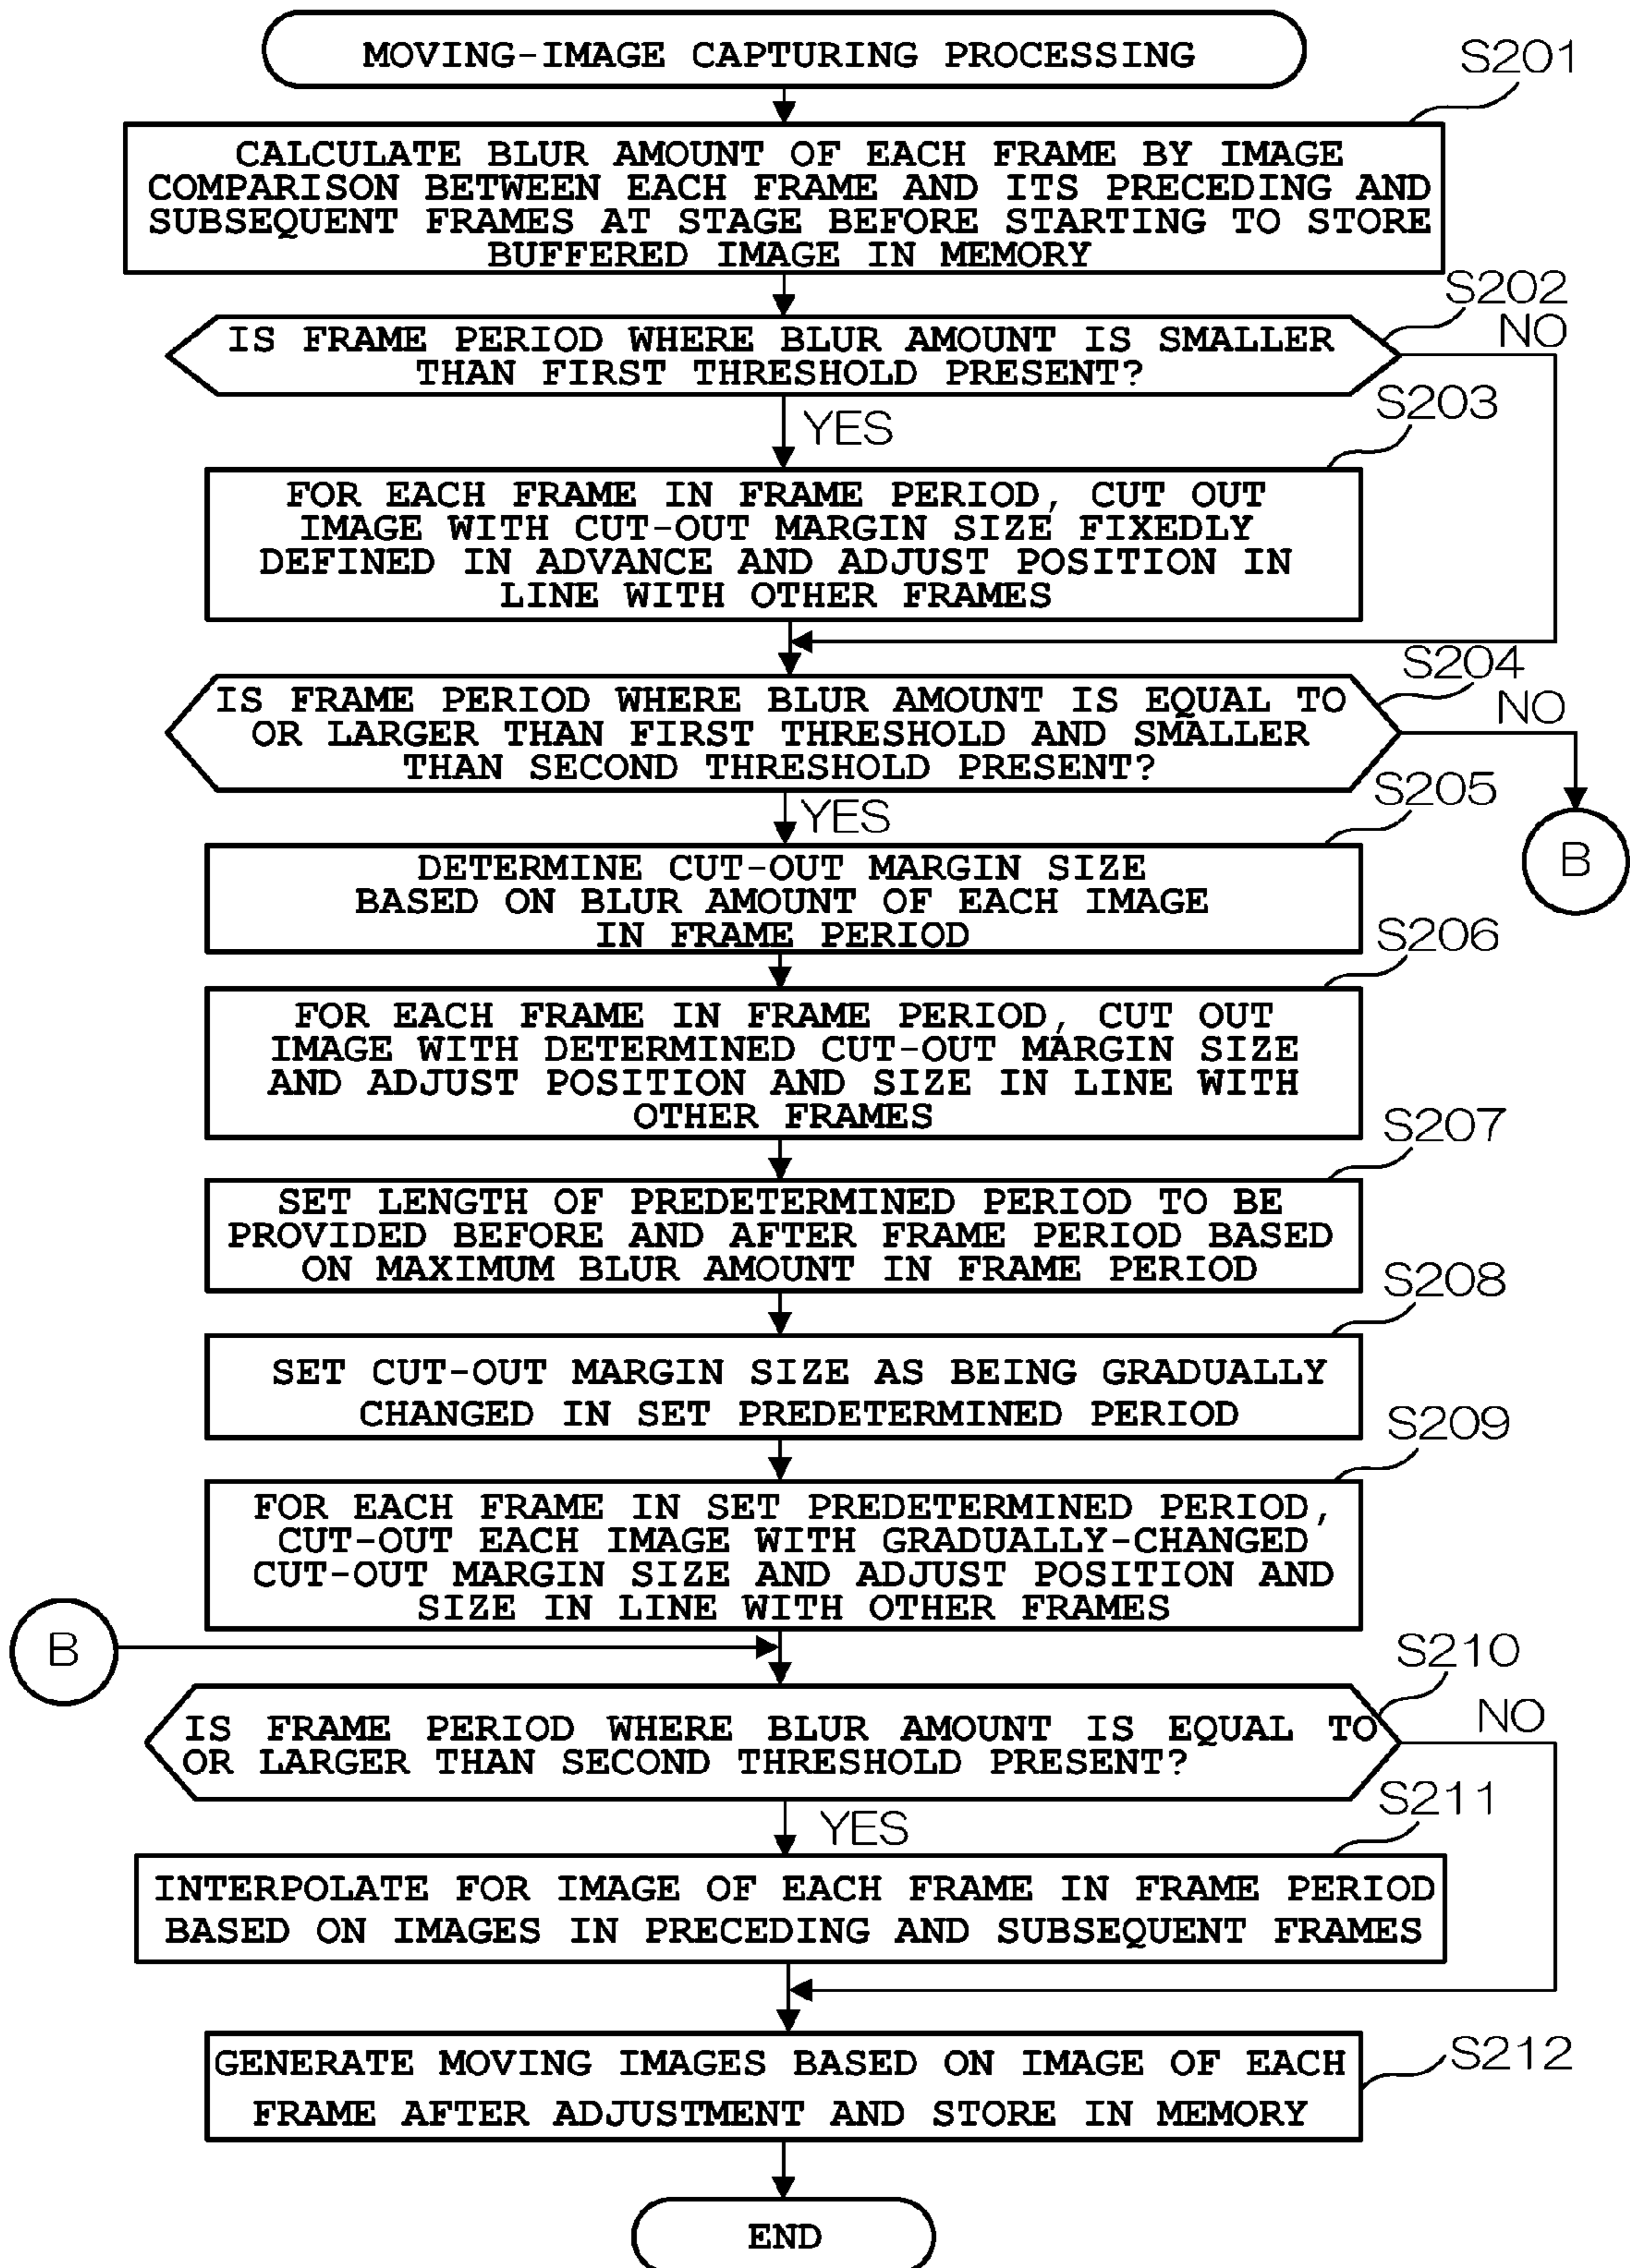 MOVING-IMAGE CAPTURING PROCESSING
S201
CALCULATE BLUR AMOUNT OF EACH FRAME BY IMAGE
COMPARISON BETWEEN EACH FRAME AND ITS PRECEDING AND
SUBSEQUENT FRAMES AT STAGE BEFORE STARTING TO STORE
BUFFERED IMAGE IN MEMORY
S202
NO
IS FRAME PERIOD WHERE BLUR AMOUNT IS SMALLER
THAN FIRST THRESHOLD PRESENT?
YES
S203
FOR EACH FRAME IN FRAME PERIOD, CUT OUT
IMAGE WITH CUT-OUT MARGIN SIZE FIXEDLY
DEFINED IN ADVANCE AND ADJUST POSITION IN
LINE WITH OTHER FRAMES
S204
NO
IS FRAME PERIOD WHERE BLUR AMOUNT IS EQUAL TO
OR LARGER THAN FIRST THRESHOLD AND SMALLER
THAN SECOND THRESHOLD PRESENT?
YES
S205
B
DETERMINE CUT-OUT MARGIN SIZE
BASED ON BLUR AMOUNT OF EACH IMAGE
IN FRAME PERIOD
S206
FOR EACH FRAME IN FRAME PERIOD, CUT OUT
IMAGE WITH DETERMINED CUT-OUT MARGIN SIZE
AND ADJUST POSITION AND SIZE IN LINE WITH
OTHER FRAMES
S207
SET LENGTH OF PREDETERMINED PERIOD TO BE
PROVIDED BEFORE AND AFTER FRAME PERIOD BASED
ON MAXIMUM BLUR AMOUNT IN FRAME PERIOD
S208
SET CUT-OUT MARGIN SIZE AS BEING GRADUALLY
CHANGED IN SET PREDETERMINED PERIOD
S209
FOR EACH FRAME IN SET PREDETERMINED PERIOD,
CUT-OUT EACH IMAGE WITH GRADUALLY-CHANGED
CUT-OUT MARGIN SIZE AND ADJUST POSITION AND
SIZE IN LINE WITH OTHER FRAMES
B
S210
NO
IS FRAME PERIOD WHERE BLUR AMOUNT IS EQUAL TO
OR LARGER THAN SECOND THRESHOLD PRESENT?
YES
S211
INTERPOLATE FOR IMAGE OF EACH FRAME IN FRAME PERIOD
BASED ON IMAGES IN PRECEDING AND SUBSEQUENT FRAMES
S212
GENERATE MOVING IMAGES BASED ON IMAGE OF EACH
FRAME AFTER ADJUSTMENT AND STORE IN MEMORY
END